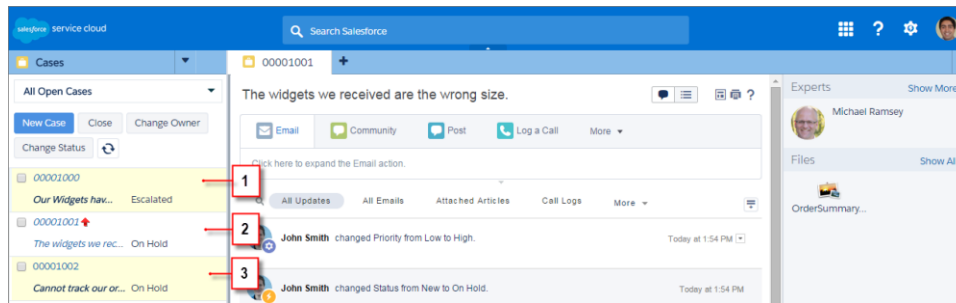 salesforce service cloud
Search Salesforce
?
Cases
00001001
+
All Open Cases
New Case Close Change Owner
Change Status
00001000
Our Widgets hav... Escalated
1
00001001
The widgets we rec... On Hold
2
00001002
Cannot track our or... On Hold
3
The widgets we received are the wrong size.
?
Email Community Post Log a Call More
Click here to expand the Email action.
All Updates All Emails Attached Articles Call Logs More
John Smith changed Priority from Low to High. Today at 1:54 PM
John Smith changed Status from New to On Hold. Today at 1:54 PM
Experts Show More
Michael Ramsey
Files Show All
OrderSummary...